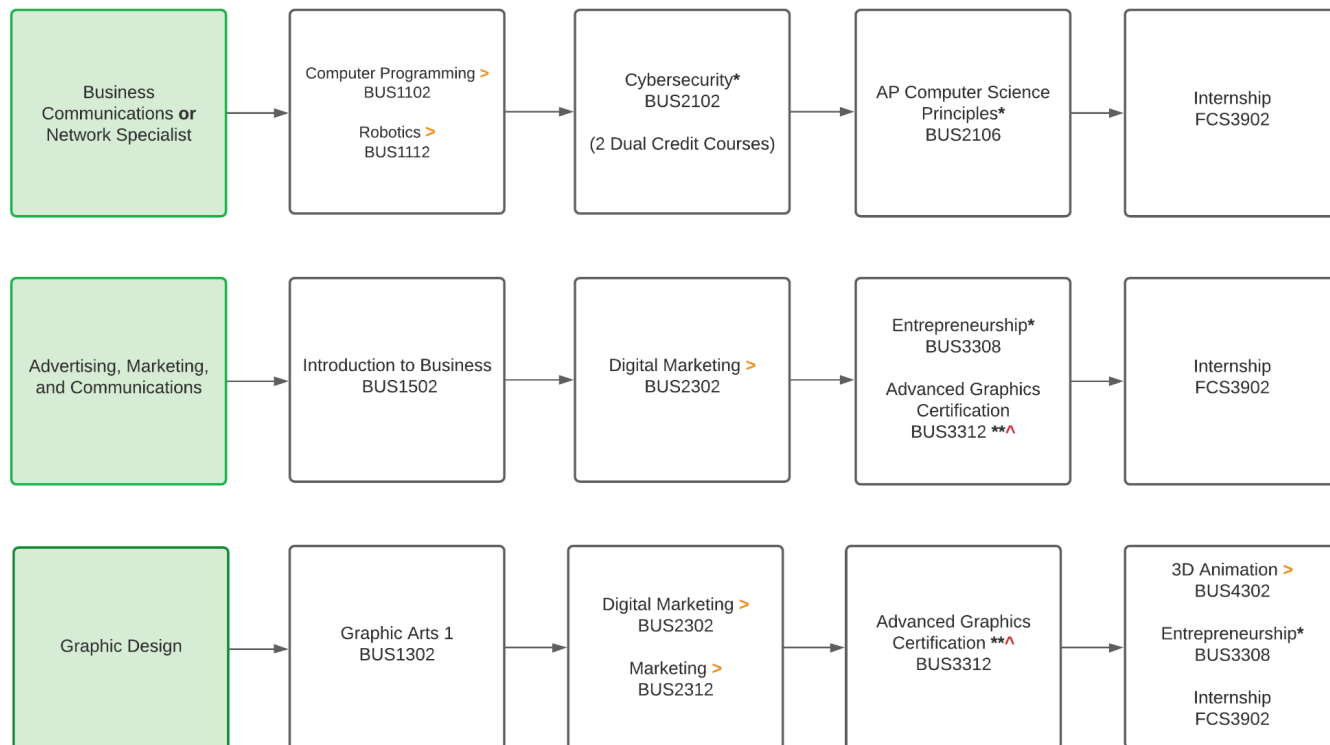 Business
Communications or
Network Specialist
Computer Programming >
BUS1102
Robotics >
BUS1112
Cybersecurity*
BUS2102
(2 Dual Credit Courses)
AP Computer Science
Principles*
BUS2106
Internship
FCS3902
Advertising, Marketing,
and Communications
Introduction to Business
BUS1502
Digital Marketing >
BUS2302
Entrepreneurship*
BUS3308
Advanced Graphics
Certification
BUS3312 **^
Internship
FCS3902
Graphic Design
Graphic Arts 1
BUS1302
Digital Marketing >
BUS2302
Marketing >
BUS2312
Advanced Graphics
Certification **^
BUS3312
3D Animation >
BUS4302
Entrepreneurship*
BUS3308
Internship
FCS3902